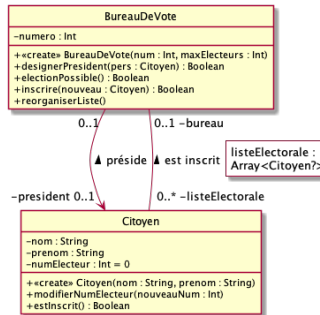 BureauDeVote
-numero : Int
+«create» BureauDeVote(num : Int, maxElecteurs : Int)
+designerPresident(pers : Citoyen) : Boolean
+electionPossible() : Boolean
+inscrire(nouveau : Citoyen) : Boolean
+reorganiserListe()
0..1 0..1 -bureau
préside est inscrit
listeElectorale :
Array<Citoyen?>
-president 0..1 0..* -listeElectorale
Citoyen
-nom : String
-prenom : String
-numElecteur : Int = 0
+«create» Citoyen(nom : String, prenom : String)
+modifierNumElecteur(nouveauNum : Int)
+estInscrit() : Boolean